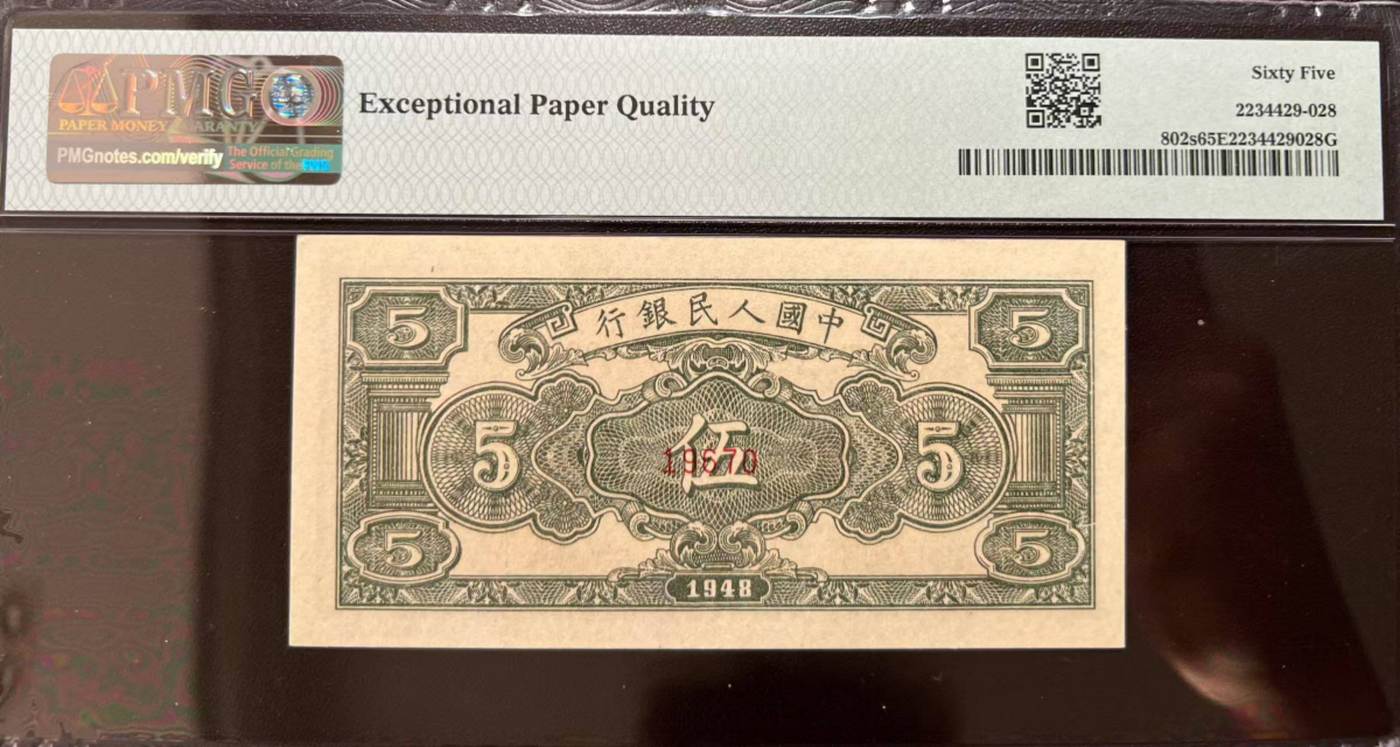 PMG
PAPER MONEY GUARANTY
PMGnotes.com/verify
The Official Grading
Service of the
Exceptional Paper Quality
Sixty Five
2234429-028
802s65E2234429028G
5
行銀民人國中
5
5
伍
19670
5
5
1948
5